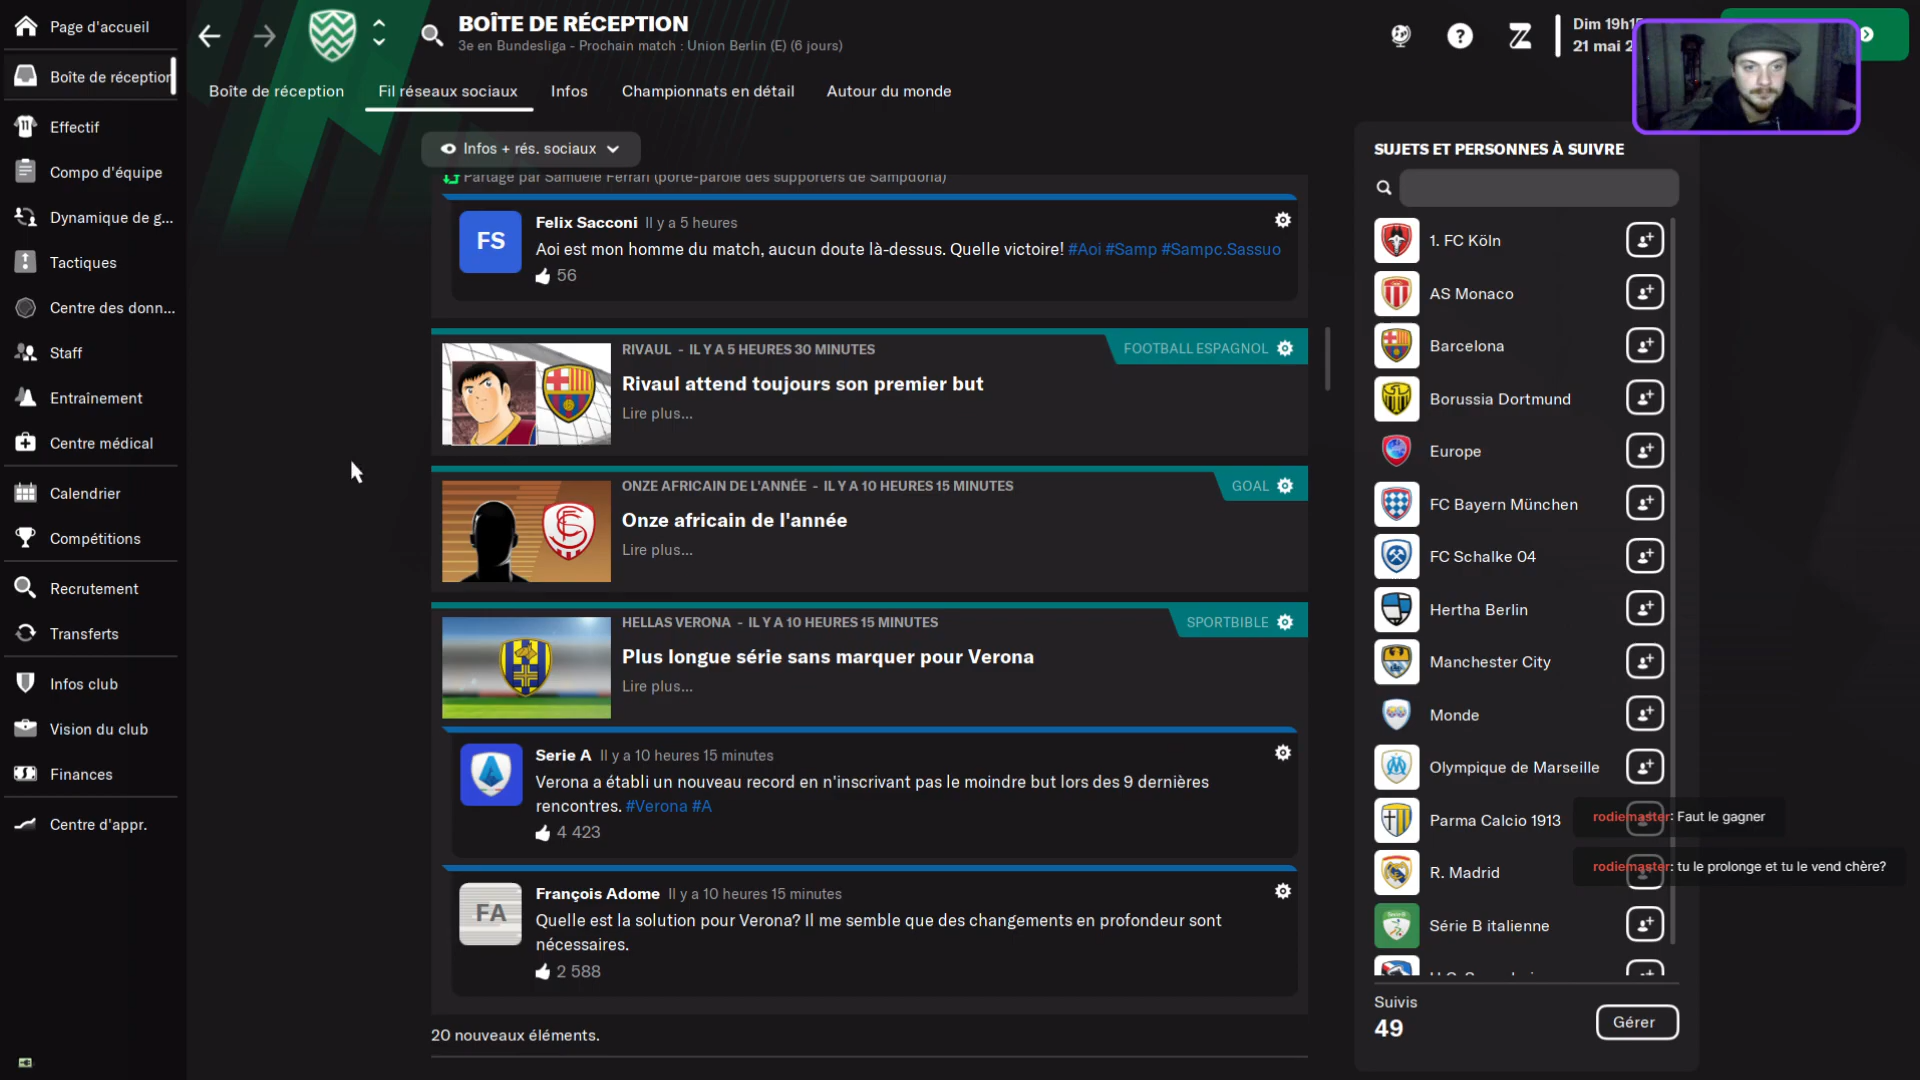 Page d'accueil
Boîte de réception
Effectif
Compo d'équipe
Dynamique de g...
Tactiques
Centre des donn...
Staff
Entraînement
Centre médical
Calendrier
Compétitions
Recrutement
Transferts
Infos club
Vision du club
Finances
Centre d'appr.
BOÎTE DE RÉCEPTION
3e en Bundesliga - Prochain match : Union Berlin (E) (6 jours)
Dim 19h15
21 mai 2
Boîte de réception
Fil réseaux sociaux
Infos
Championnats en détail
Autour du monde
Infos + rés. sociaux
Partagé par Samuele Ferrari (porte-parole des supporters de Sampdoria)
FS
Felix Sacconi Il y a 5 heures
Aoi est mon homme du match, aucun doute là-dessus. Quelle victoire! #Aoi #Samp #Sampc.Sassuo
56
RIVAUL - IL Y A 5 HEURES 30 MINUTES
FOOTBALL ESPAGNOL
Rivaul attend toujours son premier but
Lire plus...
ONZE AFRICAIN DE L'ANNÉE - IL Y A 10 HEURES 15 MINUTES
GOAL
Onze africain de l'année
Lire plus...
HELLAS VERONA - IL Y A 10 HEURES 15 MINUTES
SPORTBIBLE
Plus longue série sans marquer pour Verona
Lire plus...
Serie A Il y a 10 heures 15 minutes
Verona a établi un nouveau record en n'inscrivant pas le moindre but lors des 9 dernières
rencontres. #Verona #A
4 423
FA
François Adome Il y a 10 heures 15 minutes
Quelle est la solution pour Verona? Il me semble que des changements en profondeur sont
nécessaires.
2 588
20 nouveaux éléments.
SUJETS ET PERSONNES À SUIVRE
1. FC Köln
AS Monaco
Barcelona
Borussia Dortmund
Europe
FC Bayern München
FC Schalke 04
Hertha Berlin
Manchester City
Monde
Olympique de Marseille
Parma Calcio 1913
rodiemaster: Faut le gagner
R. Madrid
rodiemaster: tu le prolonge et tu le vend chère?
Série B italienne
Suivis
49
Gérer